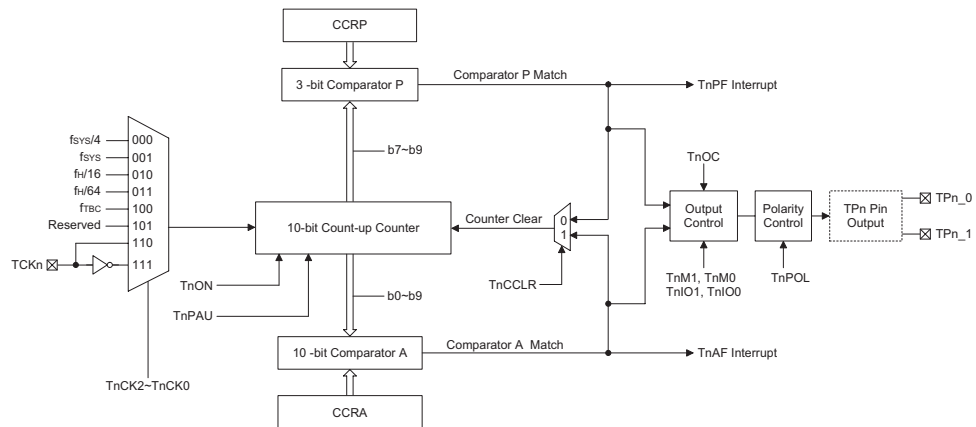 CCRP
3 -bit Comparator P
Comparator P Match
TnPF Interrupt
b7~b9
fSYS/4 000
fSYS 001
fH/16 010
fH/64 011
fTBC 100
Reserved 101
110
TCKn
111
TnCK2~TnCK0
10-bit Count-up Counter
Counter Clear
0
1
TnCCLR
TnON
TnPAU
b0~b9
TnOC
Output
Control
TnM1, TnM0
TnIO1, TnIO0
Polarity
Control
TnPOL
TPn Pin
Output
TPn_0
TPn_1
10 -bit Comparator A
Comparator A Match
TnAF Interrupt
CCRA